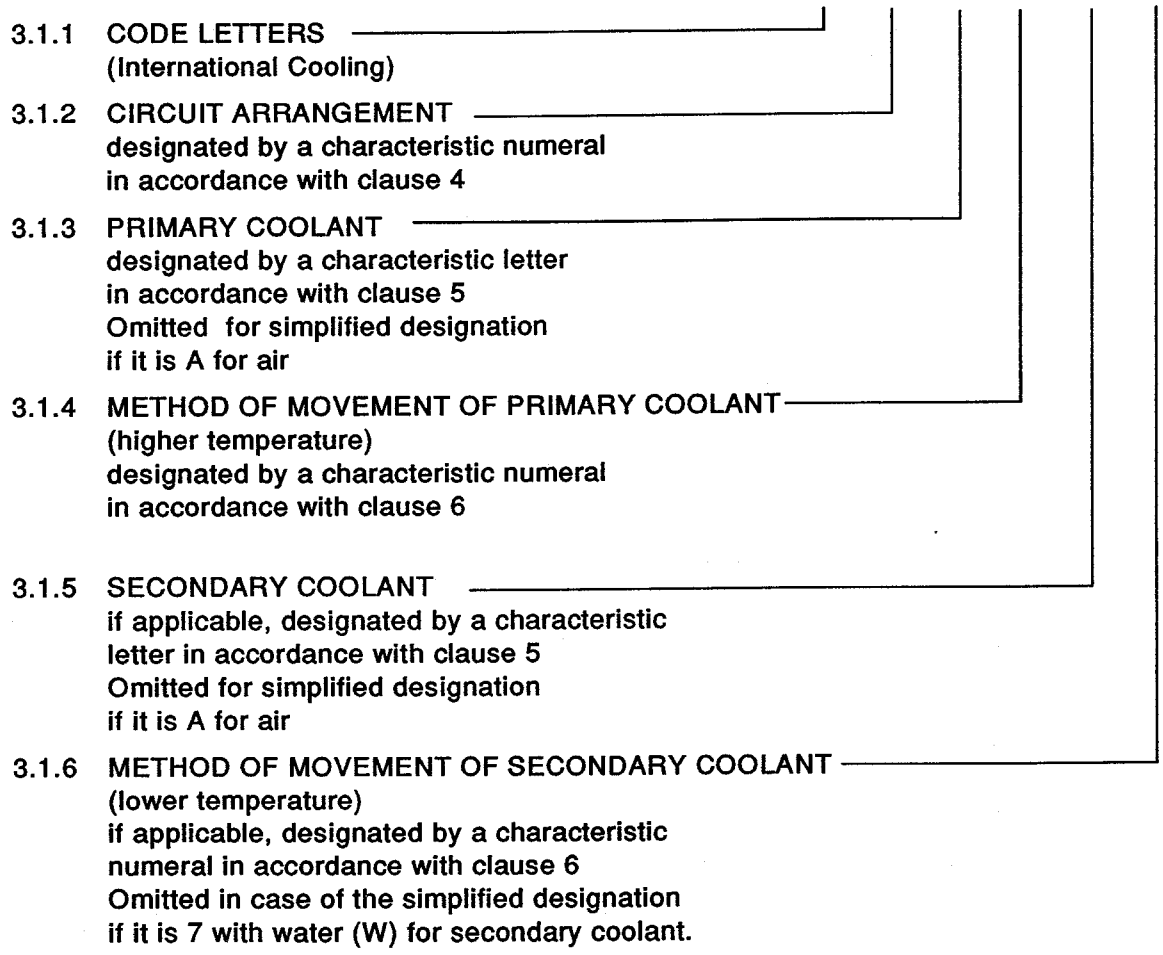 3.1.1 CODE LETTERS
(International Cooling)
3.1.2 CIRCUIT ARRANGEMENT
designated by a characteristic numeral
in accordance with clause 4
3.1.3 PRIMARY COOLANT
designated by a characteristic letter
in accordance with clause 5
Omitted for simplified designation
if it is A for air
3.1.4 METHOD OF MOVEMENT OF PRIMARY COOLANT
(higher temperature)
designated by a characteristic numeral
in accordance with clause 6
3.1.5 SECONDARY COOLANT
if applicable, designated by a characteristic
letter in accordance with clause 5
Omitted for simplified designation
if it is A for air
3.1.6 METHOD OF MOVEMENT OF SECONDARY COOLANT
(lower temperature)
if applicable, designated by a characteristic
numeral in accordance with clause 6
Omitted in case of the simplified designation
if it is 7 with water (W) for secondary coolant.